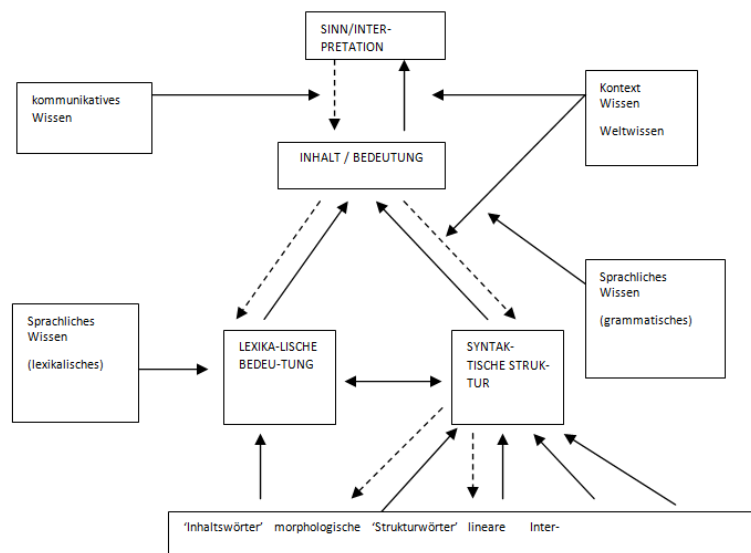 SINN/INTER-
PRETATION
kommunikatives
Wissen
Kontext
Wissen
Weltwissen
INHALT / BEDEUTUNG
Sprachliches
Wissen
(grammatisches)
Sprachliches
Wissen
(lexikalisches)
LEXIKA-LISCHE
BEDEU-TUNG
SYNTAK-
TISCHE STRUK-
TUR
‘Inhaltswörter’ morphologische ‘Strukturwörter’ lineare Inter-